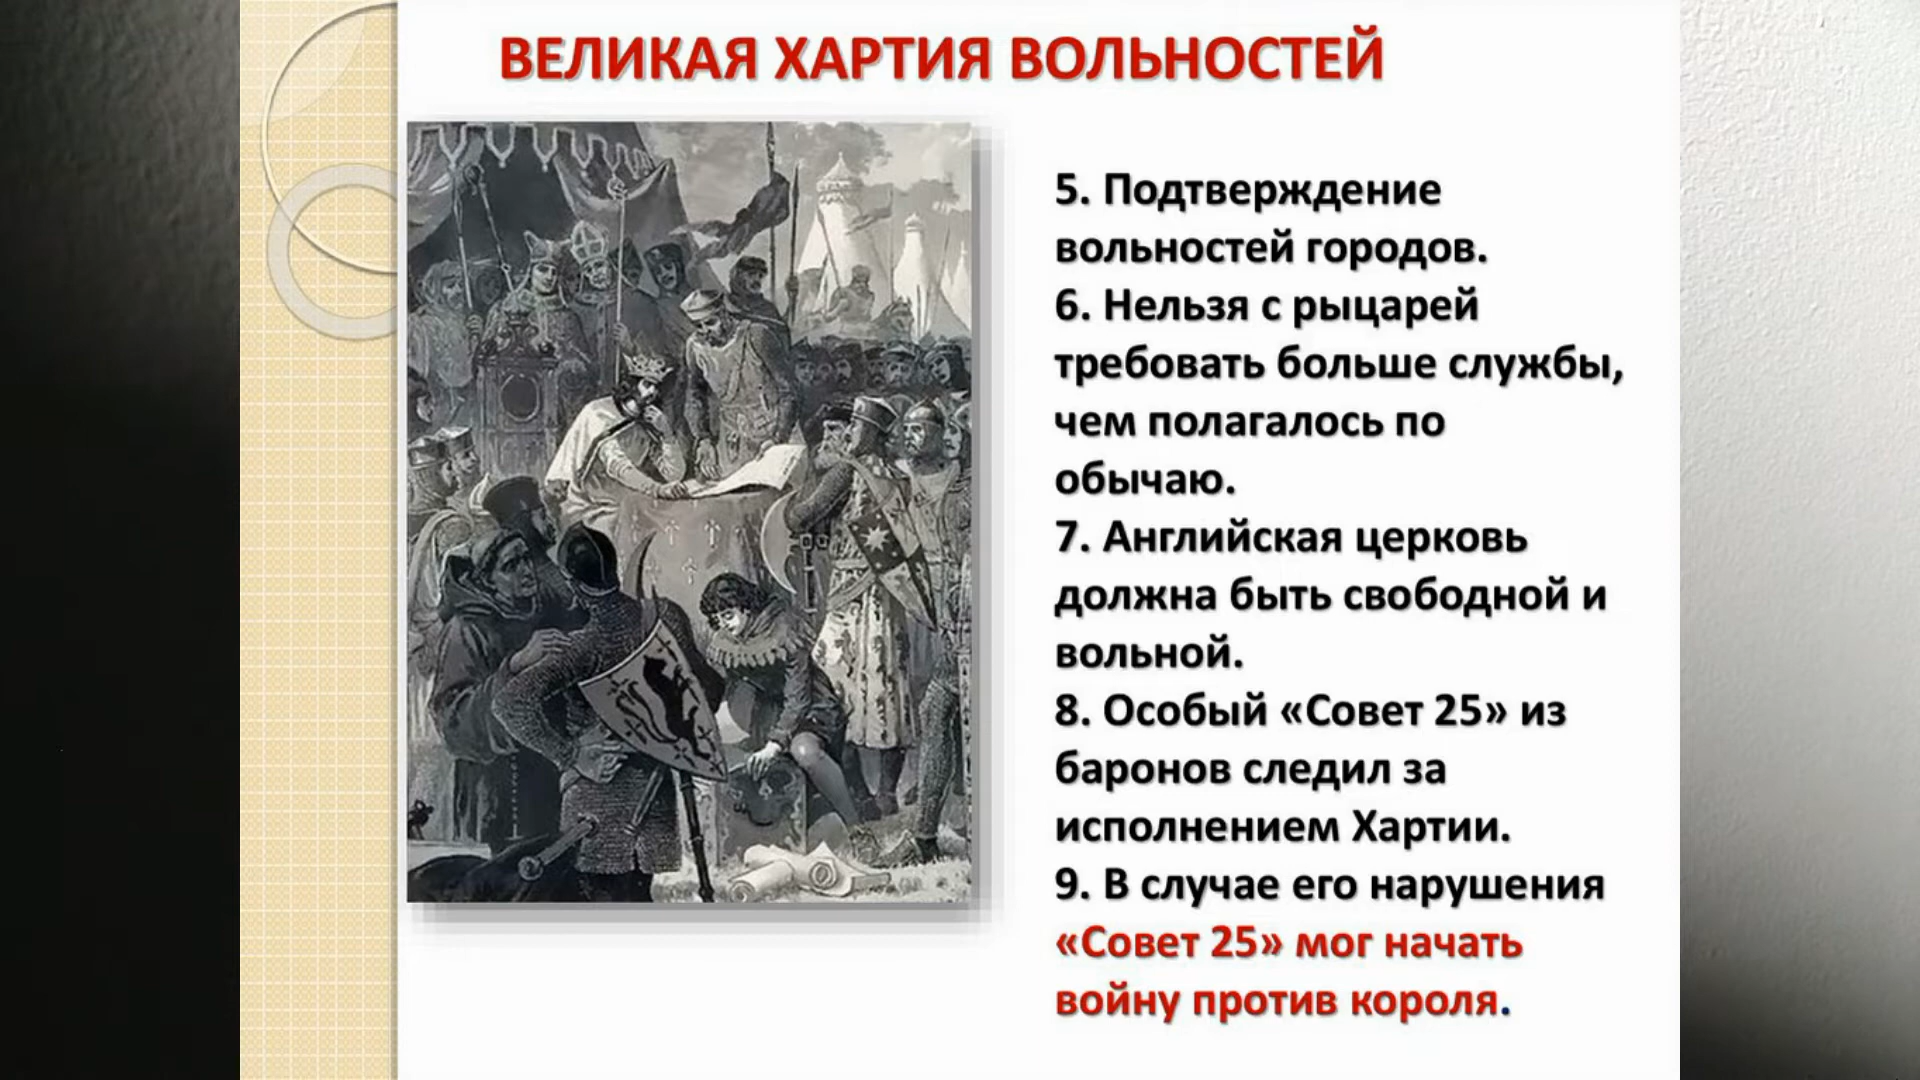 ВЕЛИКАЯ ХАРТИЯ ВОЛЬНОСТЕЙ
5. Подтверждение
вольностей городов.
6. Нельзя с рыцарей
требовать больше службы,
чем полагалось по
обычаю.
7. Английская церковь
должна быть свободной и
вольной.
8. Особый «Совет 25» из
баронов следил за
исполнением Хартии.
9. В случае его нарушения
«Совет 25» мог начать
войну против короля.